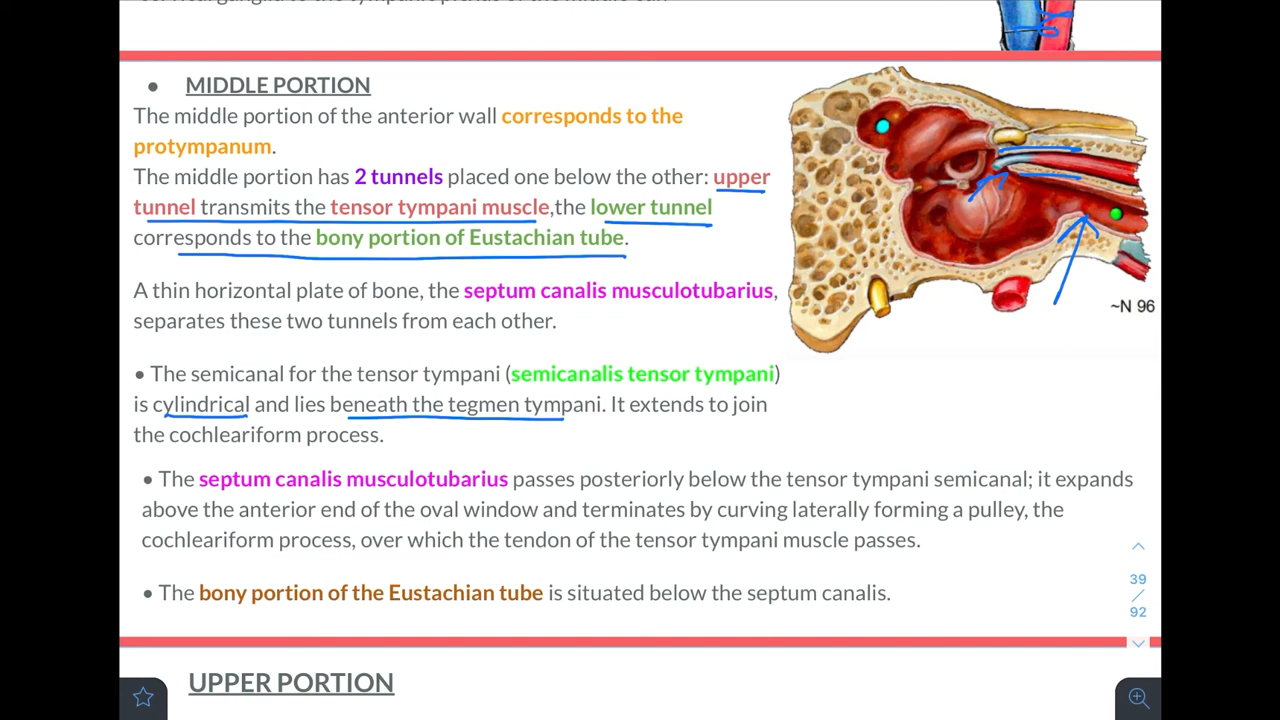 • MIDDLE PORTION
The middle portion of the anterior wall corresponds to the
protympanum.
The middle portion has 2 tunnels placed one below the other: upper
tunnel transmits the tensor tympani muscle,the lower tunnel
corresponds to the bony portion of Eustachian tube.
~N 96
A thin horizontal plate of bone, the septum canalis musculotubarius,
separates these two tunnels from each other.
• The semicanal for the tensor tympani (semicanalis tensor tympani)
is cylindrical and lies beneath the tegmen tympani. It extends to join
the cochleariform process.
• The septum canalis musculotubarius passes posteriorly below the tensor tympani semicanal; it expands
above the anterior end of the oval window and terminates by curving laterally forming a pulley, the
cochleariform process, over which the tendon of the tensor tympani muscle passes.
• The bony portion of the Eustachian tube is situated below the septum canalis.
39
/
92
UPPER PORTION